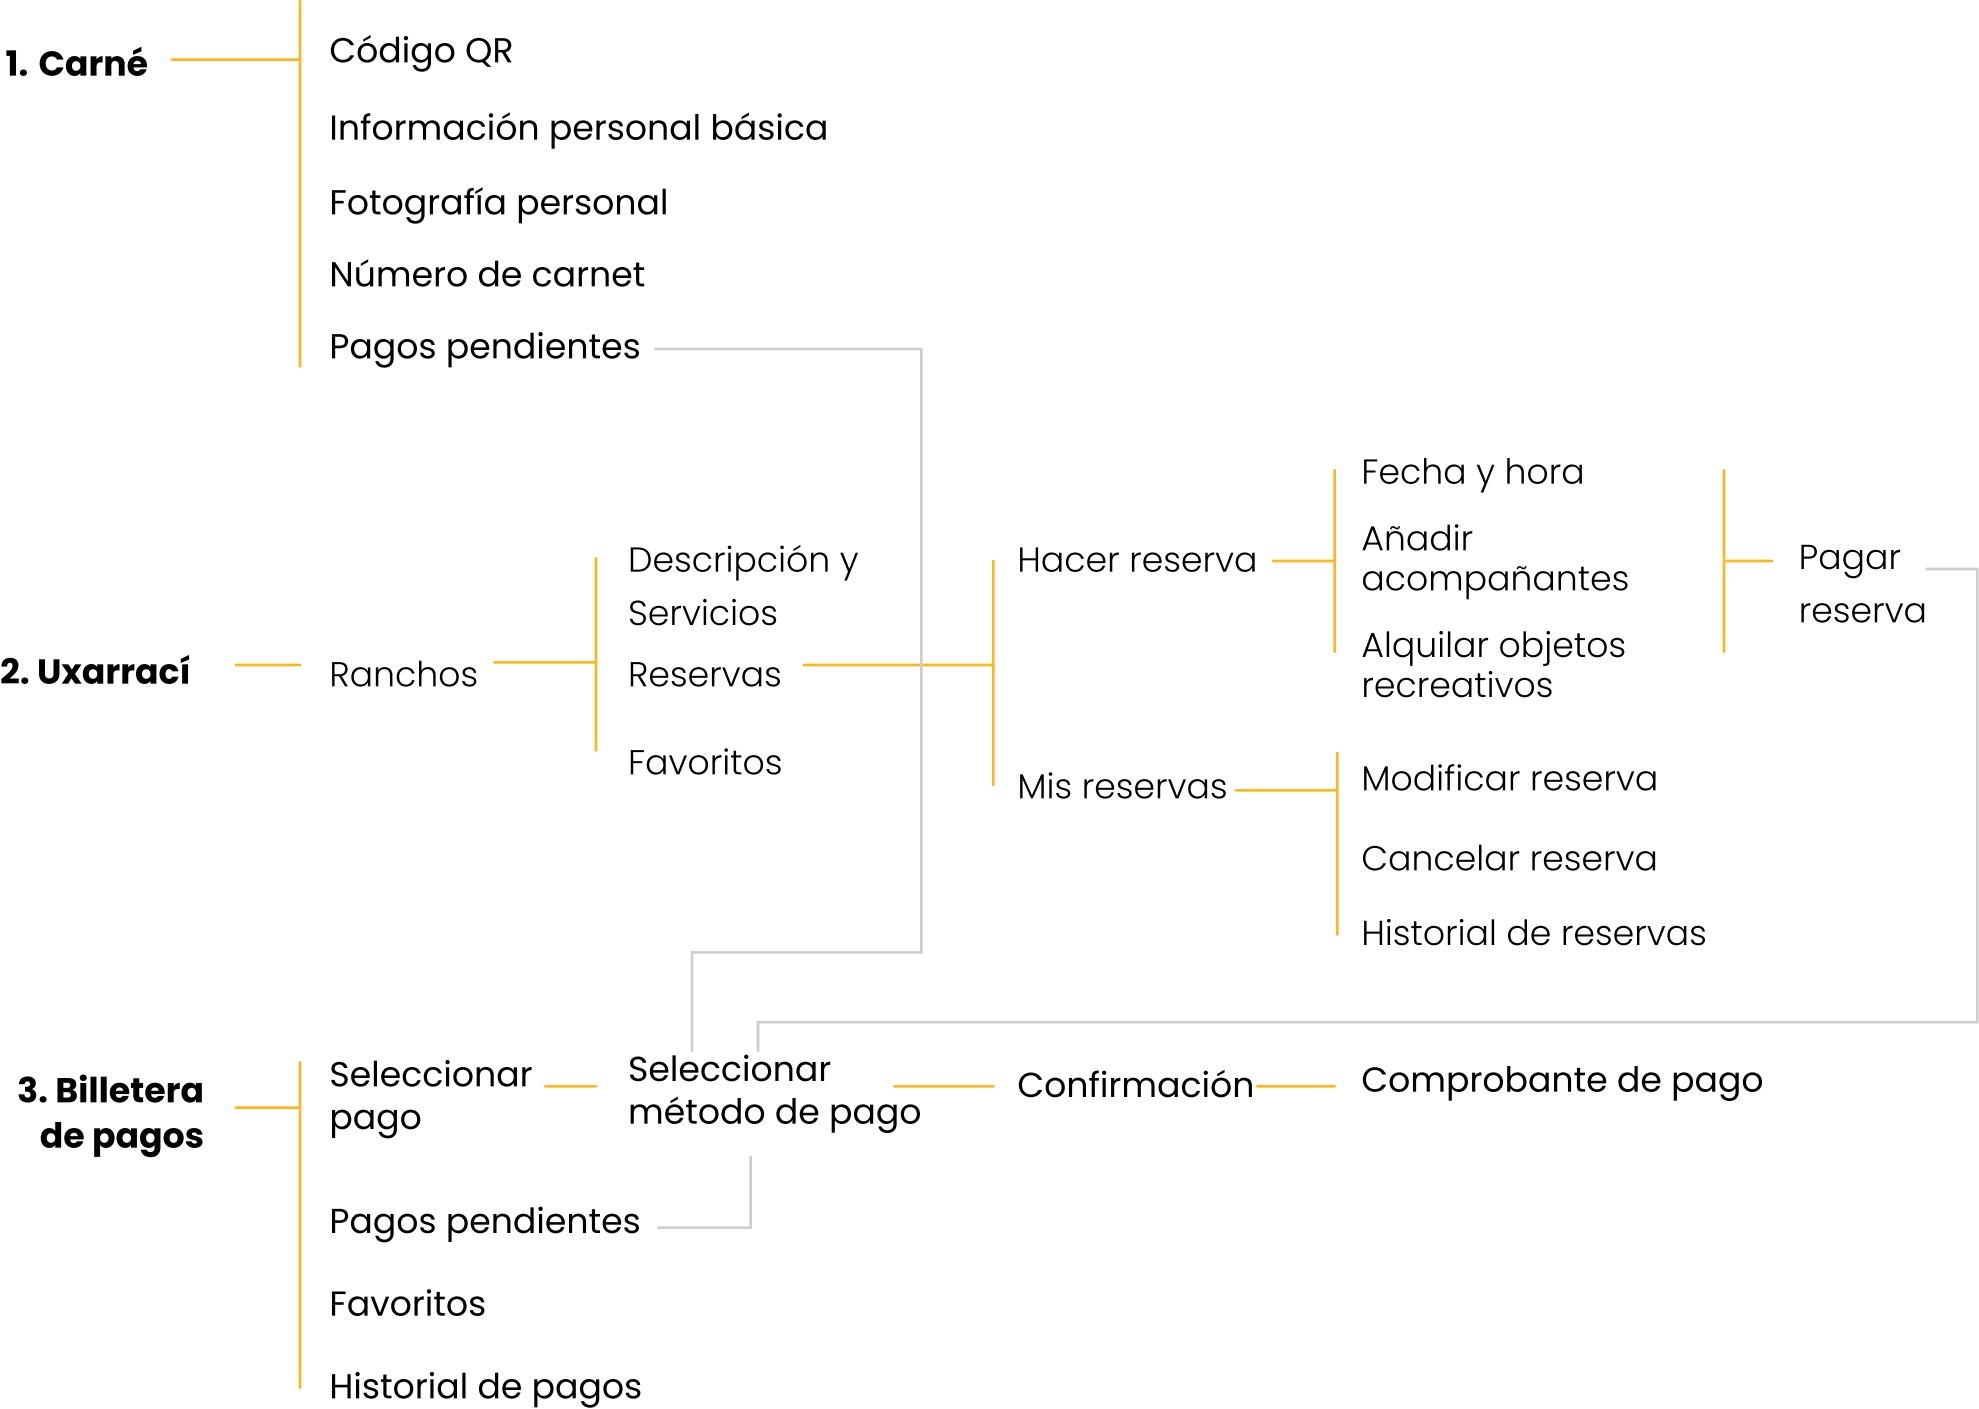 1. Carné
Código QR
Información personal básica
Fotografía personal
Número de carnet
Pagos pendientes
2. Uxarrací
Ranchos
Descripción y
Servicios
Reservas
Favoritos
Hacer reserva
Fecha y hora
Añadir
acompañantes
Alquilar objetos
recreativos
Pagar
reserva
Mis reservas
Modificar reserva
Cancelar reserva
Historial de reservas
3. Billetera
de pagos
Seleccionar
pago
Seleccionar
método de pago
Confirmación
Comprobante de pago
Pagos pendientes
Favoritos
Historial de pagos